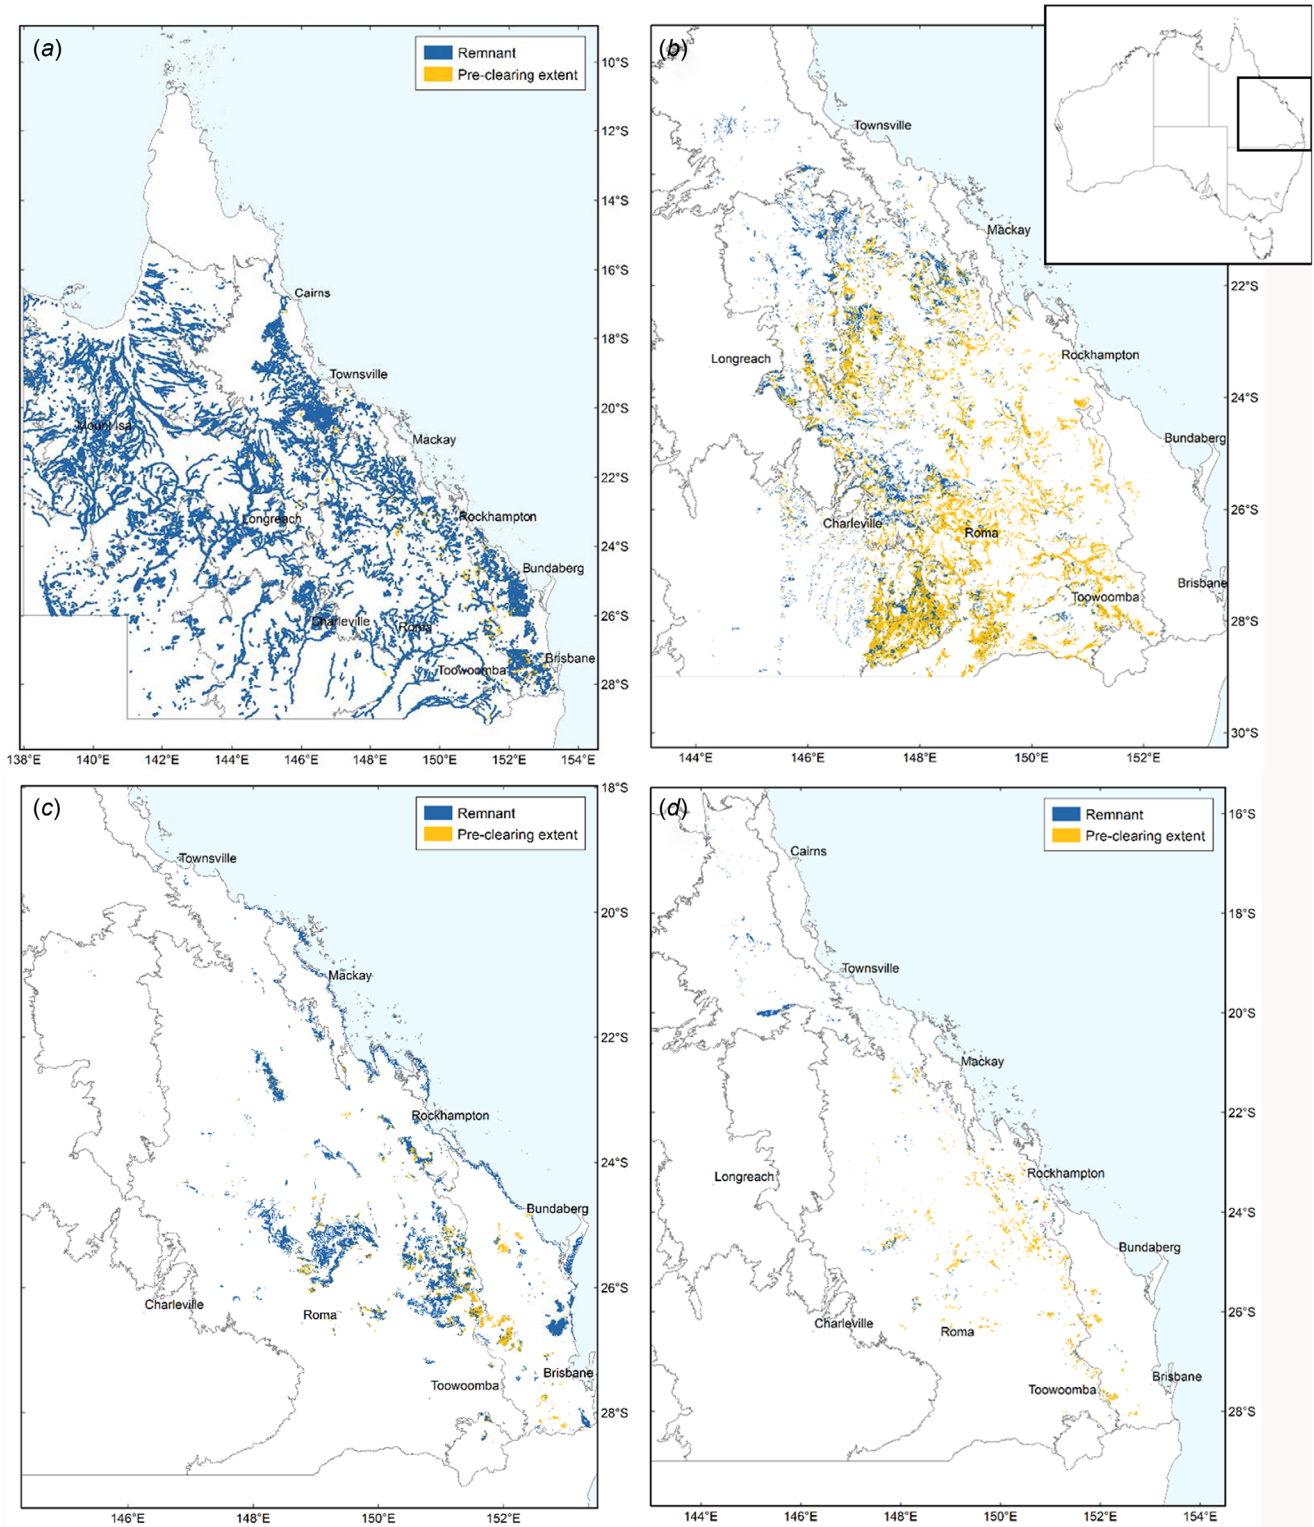 (a)
Remnant
Pre-clearing extent
10°S
12°S
14°S
16°S
18°S
20°S
22°S
24°S
26°S
28°S
Cairns
Townsville
Mount Isa
Mackay
Longreach
Rockhampton
Bundaberg
Charleville
Roma
Brisbane
Toowoomba
138°E
140°E
142°E
144°E
146°E
148°E
150°E
152°E
154°E
(b)
Townsville
Mackay
22°S
Longreach
Rockhampton
24°S
Bundaberg
26°S
Charleville
Roma
Brisbane
Toowoomba
28°S
30°S
144°E
146°E
148°E
150°E
152°E
(c)
Remnant
Pre-clearing extent
18°S
Townsville
20°S
Mackay
22°S
Rockhampton
24°S
Bundaberg
26°S
Charleville
Roma
Brisbane
Toowoomba
28°S
146°E
148°E
150°E
152°E
(d)
Remnant
Pre-clearing extent
16°S
Cairns
18°S
Townsville
20°S
Mackay
22°S
Longreach
Rockhampton
24°S
Bundaberg
26°S
Charleville
Roma
Brisbane
Toowoomba
28°S
144°E
146°E
148°E
150°E
152°E
154°E